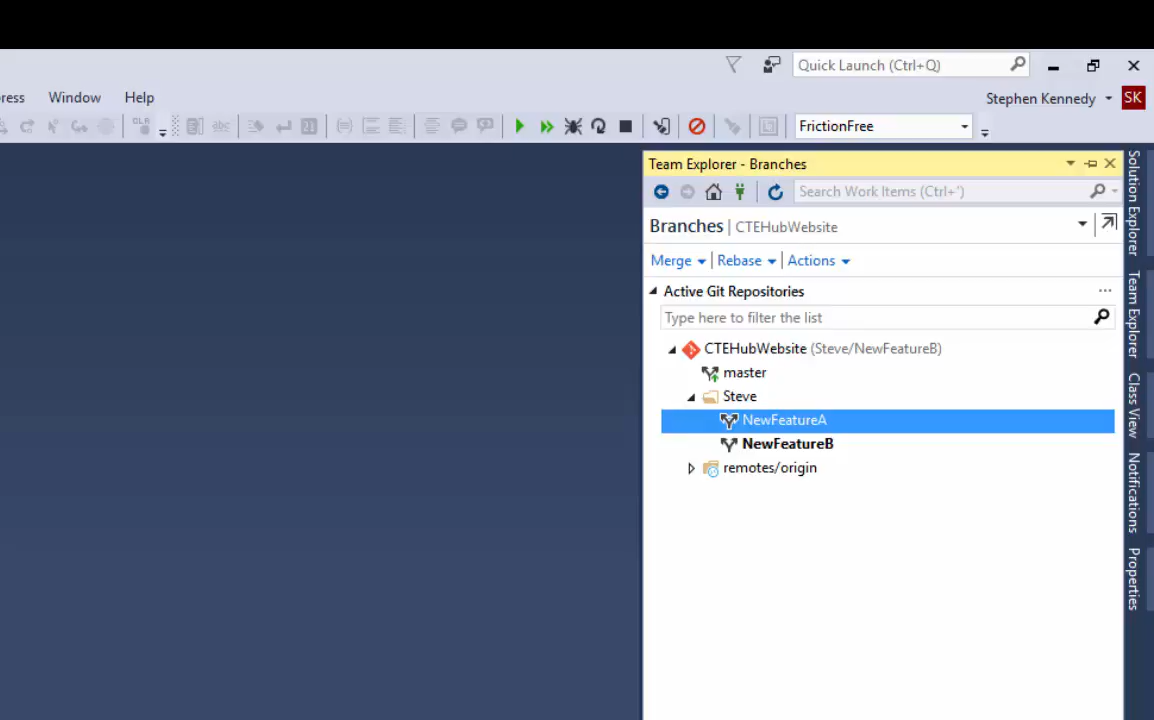 Quick Launch (Ctrl+Q)
ress Window Help
Stephen Kennedy SK
FrictionFree
Team Explorer - Branches
Search Work Items (Ctrl+')
Branches | CTEHubWebsite
Merge | Rebase | Actions
Active Git Repositories
Type here to filter the list
CTEHubWebsite (Steve/NewFeatureB)
master
Steve
NewFeatureA
NewFeatureB
remotes/origin
Solution Explorer
Team Explorer
Class View
Notifications
Properties